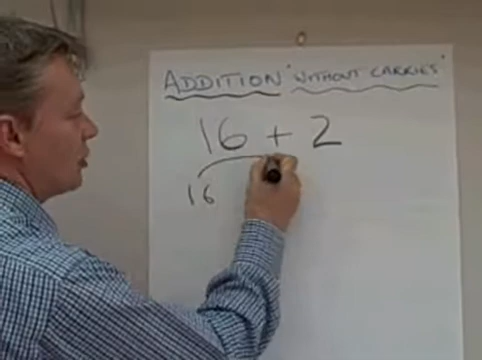 ADDITION "WITHOUT CARRIES"
16 + 2
16